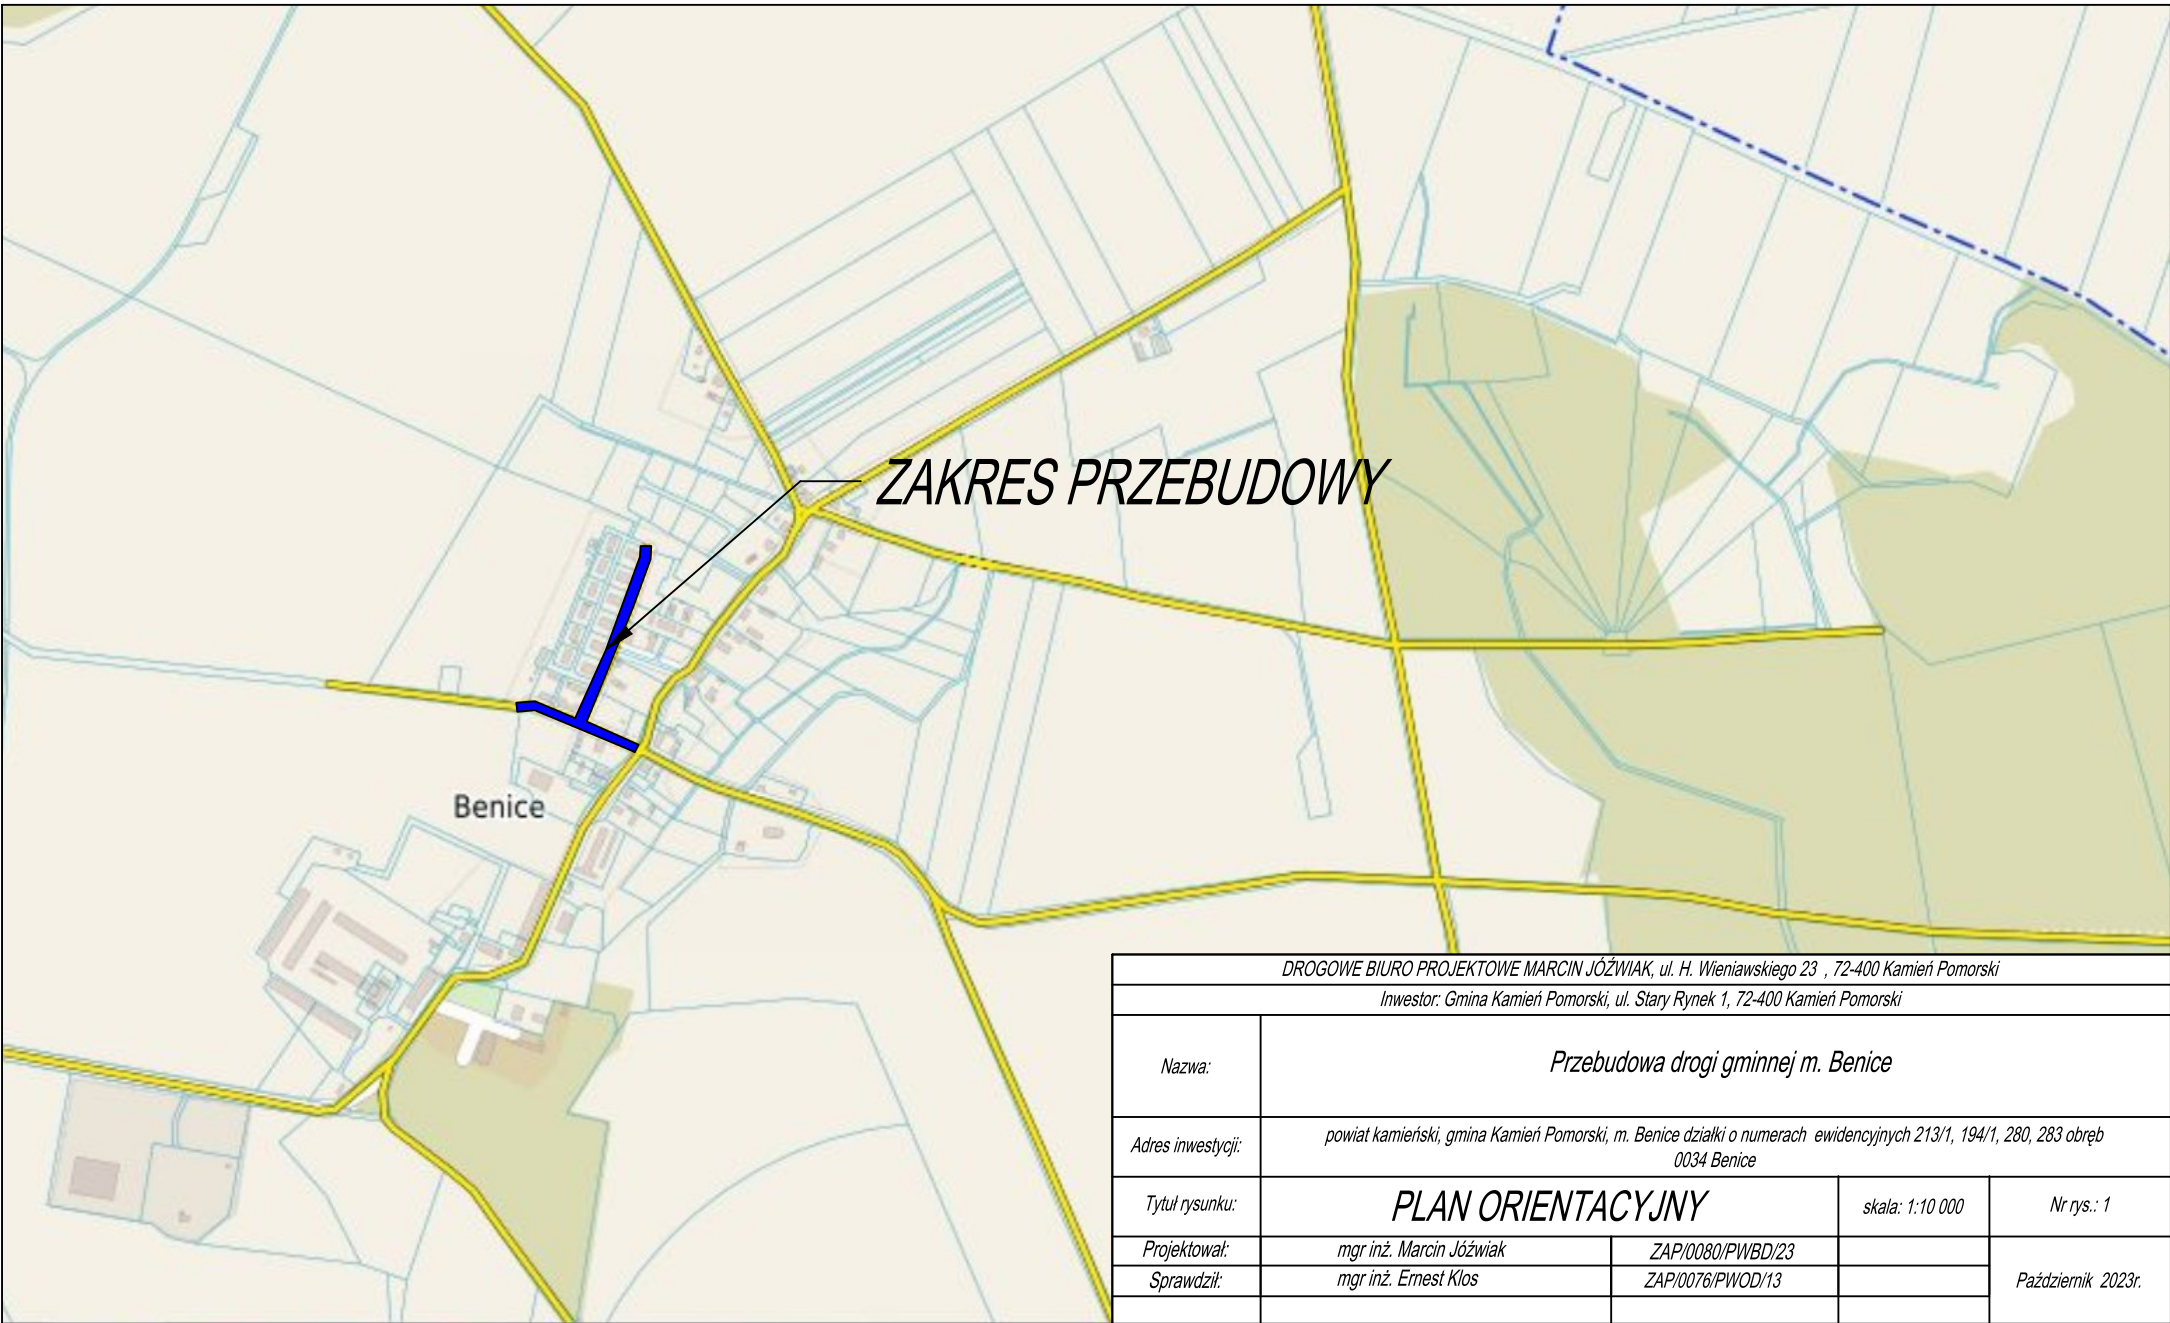 ZAKRES PRZEBUDOWY
Benice
DROGOWE BIURO PROJEKTOWE MARCIN JÓŹWIAK, ul. H. Wieniawskiego 23 , 72-400 Kamień Pomorski
Inwestor: Gmina Kamień Pomorski, ul. Stary Rynek 1, 72-400 Kamień Pomorski
Nazwa:
Przebudowa drogi gminnej m. Benice
Adres inwestycji:
powiat kamieński, gmina Kamień Pomorski, m. Benice działki o numerach ewidencyjnych 213/1, 194/1, 280, 283 obręb
0034 Benice
Tytuł rysunku:
PLAN ORIENTACYJNY
skala: 1:10 000
Nr rys.: 1
Projektował:
mgr inż. Marcin Jóźwiak
ZAP/0080/PWBD/23
Sprawdził:
mgr inż. Ernest Klos
ZAP/0076/PWOD/13
Październik 2023r.